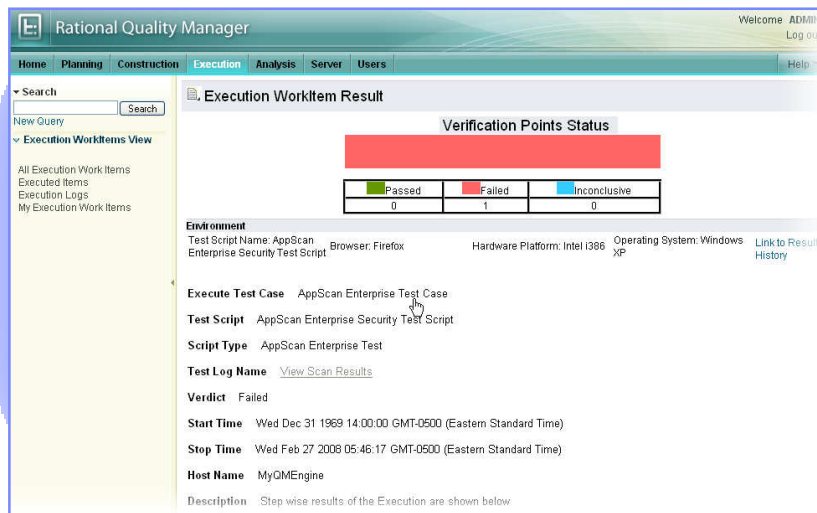 Rational Quality Manager
Welcome ADMIN
Log ou
Home Planning Construction Execution Analysis Server Users Help
Search
Search
New Query
Execution WorkItems View
All Execution Work Items
Executed Items
Execution Logs
My Execution Work Items
Execution WorkItem Result
Verification Points Status
Passed Failed Inconclusive
0 1 0
Environment
Test Script Name: AppScan
Enterprise Security Test Script
Browser: Firefox
Hardware Platform: Intel i386
Operating System: Windows
XP
Link to Result
History
Execute Test Case AppScan Enterprise Test Case
Test Script AppScan Enterprise Security Test Script
Script Type AppScan Enterprise Test
Test Log Name View Scan Results
Verdict Failed
Start Time Wed Dec 31 1969 14:00:00 GMT-0500 (Eastern Standard Time)
Stop Time Wed Feb 27 2008 05:46:17 GMT-0500 (Eastern Standard Time)
Host Name MyQMEngine
Description Step wise results of the Execution are shown below